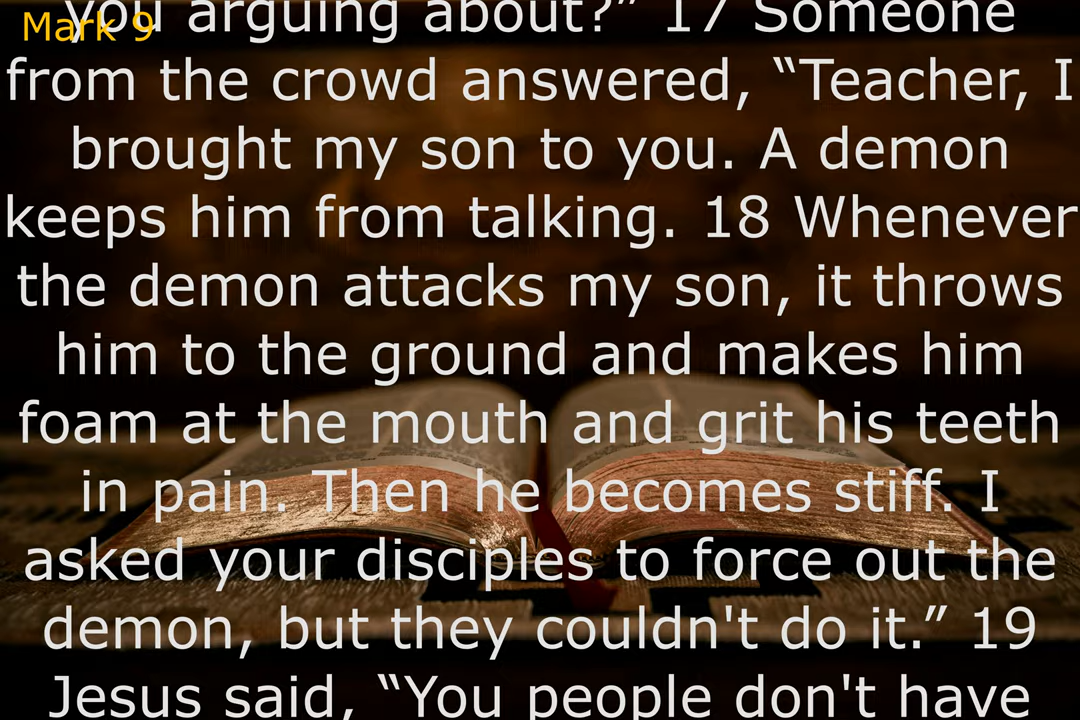 you arguing about?” 17 Someone
Mark 9
from the crowd answered, “Teacher, I
brought my son to you. A demon
keeps him from talking. 18 Whenever
the demon attacks my son, it throws
him to the ground and makes him
foam at the mouth and grit his teeth
in pain. Then he becomes stiff. I
asked your disciples to force out the
demon, but they couldn't do it.” 19
Jesus said, “You people don't have